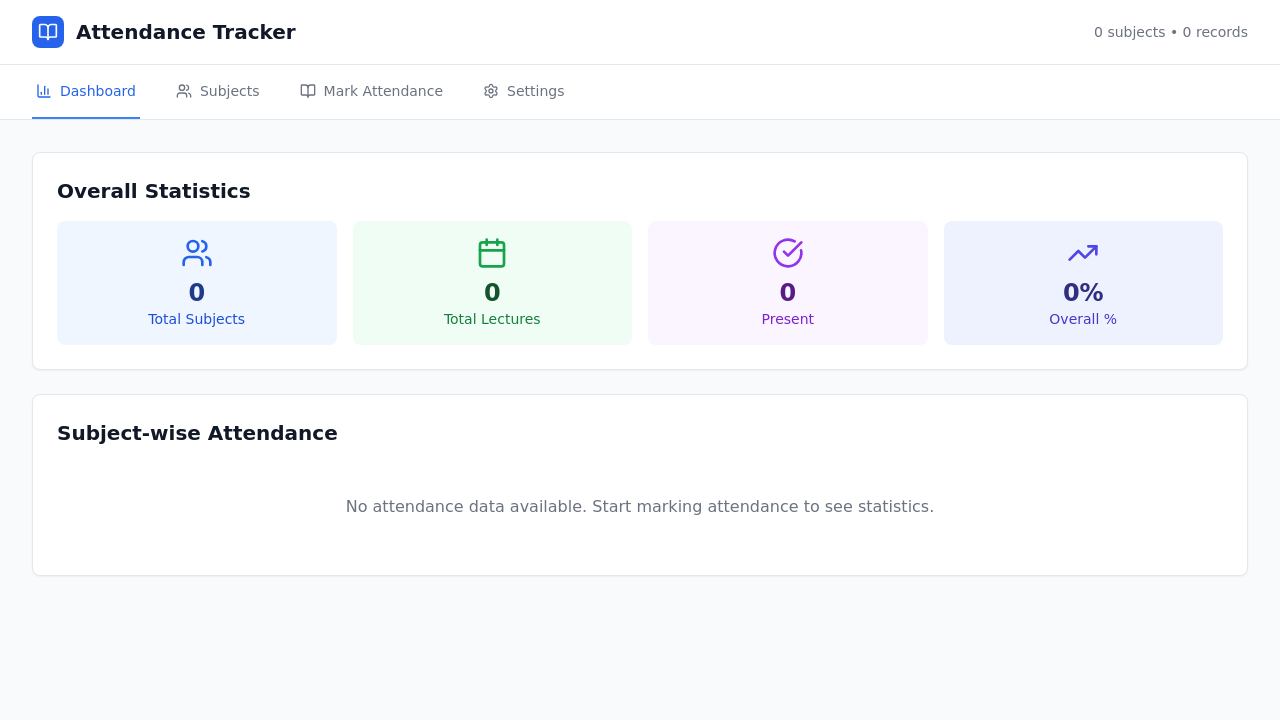 Attendance Tracker
0 subjects • 0 records
Dashboard
Subjects
Mark Attendance
Settings
Overall Statistics
0
Total Subjects
0
Total Lectures
0
Present
0%
Overall %
Subject-wise Attendance
No attendance data available. Start marking attendance to see statistics.